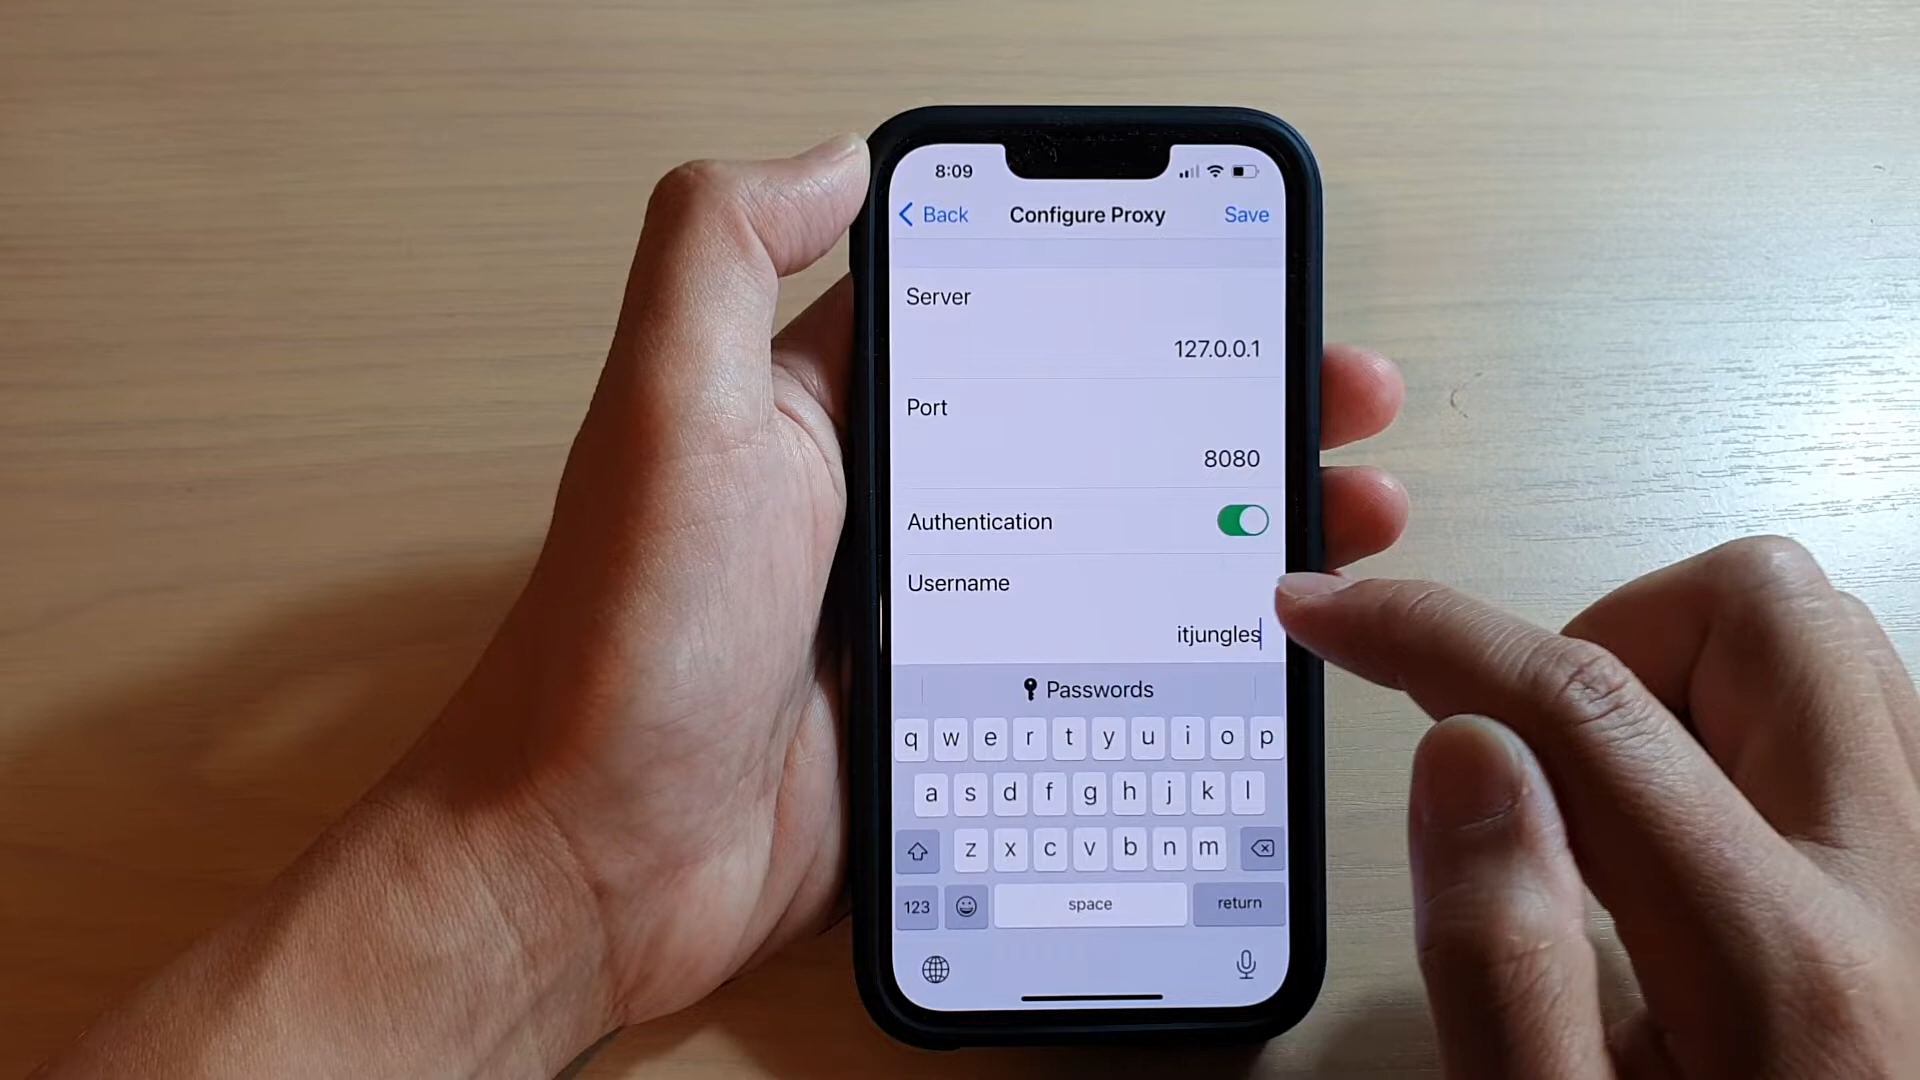 8:09
Back Configure Proxy Save
Server
127.0.0.1
Port
8080
Authentication
Username
itjungles
Passwords
q w e r t y u i o p
a s d f g h j k l
z x c v b n m
123 space return